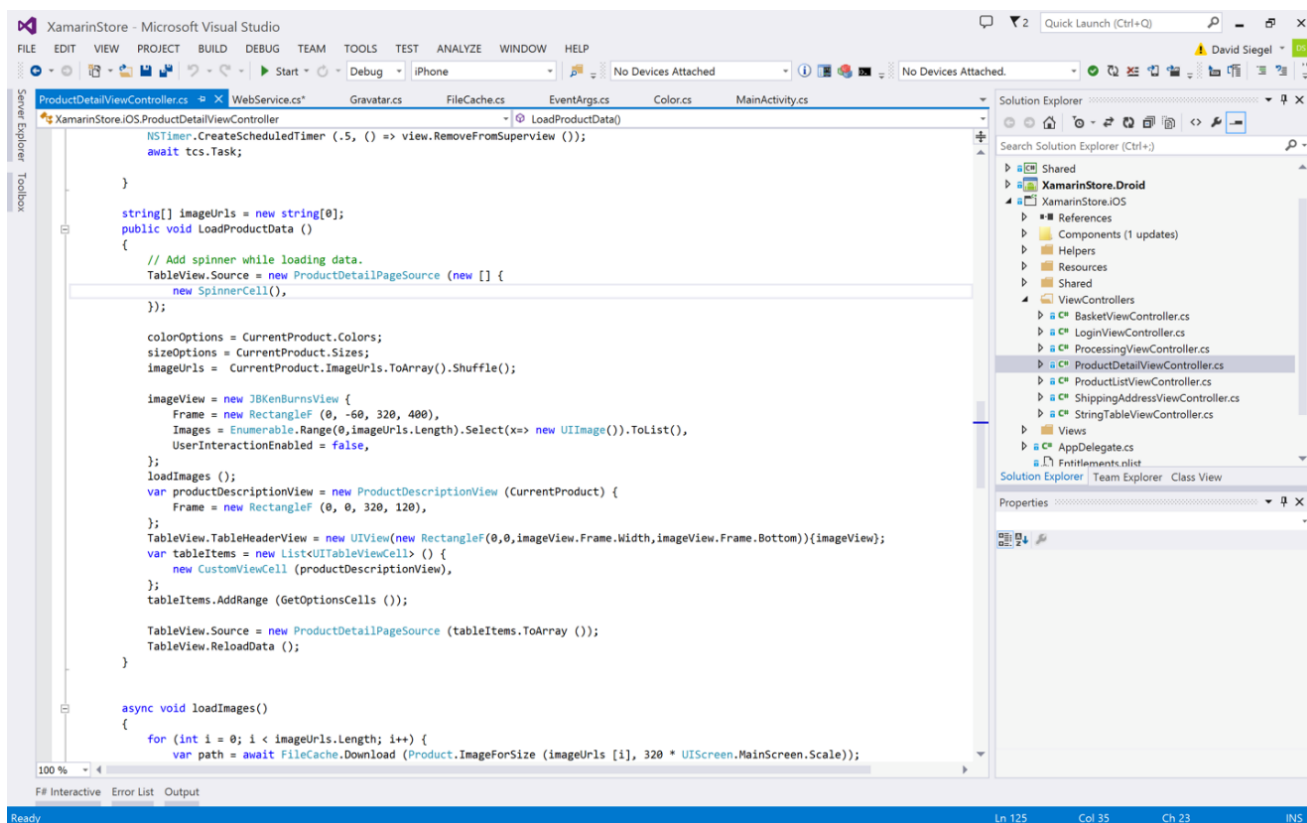 XamarinStore - Microsoft Visual Studio
2 Quick Launch (Ctrl+Q)
FILE EDIT VIEW PROJECT BUILD DEBUG TEAM TOOLS TEST ANALYZE WINDOW HELP
David Siegel DS
Start Debug iPhone No Devices Attached No Devices Attached.
Server Explorer
Toolbox
ProductDetailViewController.cs WebService.cs* Gravatar.cs FileCache.cs EventArgs.cs Color.cs MainActivity.cs
XamarinStore.iOS.ProductDetailViewController LoadProductData()
NSTimer.CreateScheduledTimer (.5, () => view.RemoveFromSuperview ());
await tcs.Task;
}
string[] imageUrls = new string[0];
public void LoadProductData ()
{
// Add spinner while loading data.
TableView.Source = new ProductDetailPageSource (new [] {
new SpinnerCell(),
});
colorOptions = CurrentProduct.Colors;
sizeOptions = CurrentProduct.Sizes;
imageUrls =  CurrentProduct.ImageUrls.ToArray().Shuffle();
imageView = new JBKenBurnsView {
Frame = new RectangleF (0, -60, 320, 400),
Images = Enumerable.Range(0,imageUrls.Length).Select(x=> new UIImage()).ToList(),
UserInteractionEnabled = false,
};
loadImages ();
var productDescriptionView = new ProductDescriptionView (CurrentProduct) {
Frame = new RectangleF (0, 0, 320, 120),
};
TableView.TableHeaderView = new UIView(new RectangleF(0,0,imageView.Frame.Width,imageView.Frame.Bottom)){imageView};
var tableItems = new List<UITableViewCell> () {
new CustomViewCell (productDescriptionView),
};
tableItems.AddRange (GetOptionsCells ());
TableView.Source = new ProductDetailPageSource (tableItems.ToArray ());
TableView.ReloadData ();
}
async void loadImages()
{
for (int i = 0; i < imageUrls.Length; i++) {
var path = await FileCache.Download (Product.ImageForSize (imageUrls [i], 320 * UIScreen.MainScreen.Scale));
100 %
F# Interactive Error List Output
Solution Explorer
Search Solution Explorer (Ctrl+;)
C# Shared
XamarinStore.Droid
XamarinStore.iOS
References
Components (1 updates)
Helpers
Resources
Shared
ViewControllers
C# BasketViewController.cs
C# LoginViewController.cs
C# ProcessingViewController.cs
C# ProductDetailViewController.cs
C# ProductListViewController.cs
C# ShippingAddressViewController.cs
C# StringTableViewController.cs
Views
C# AppDelegate.cs
Entitlements.plist
Solution Explorer Team Explorer Class View
Properties
Ready Ln 125 Col 35 Ch 23 INS